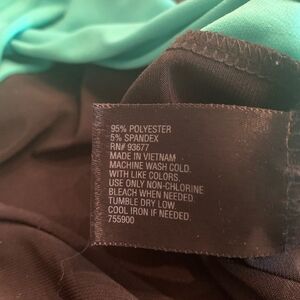 95% POLYESTER
5% SPANDEX
RN# 93677
MADE IN VIETNAM
MACHINE WASH COLD.
WITH LIKE COLORS.
USE ONLY NON-CHLORINE
BLEACH WHEN NEEDED.
TUMBLE DRY LOW.
COOL IRON IF NEEDED.
755900